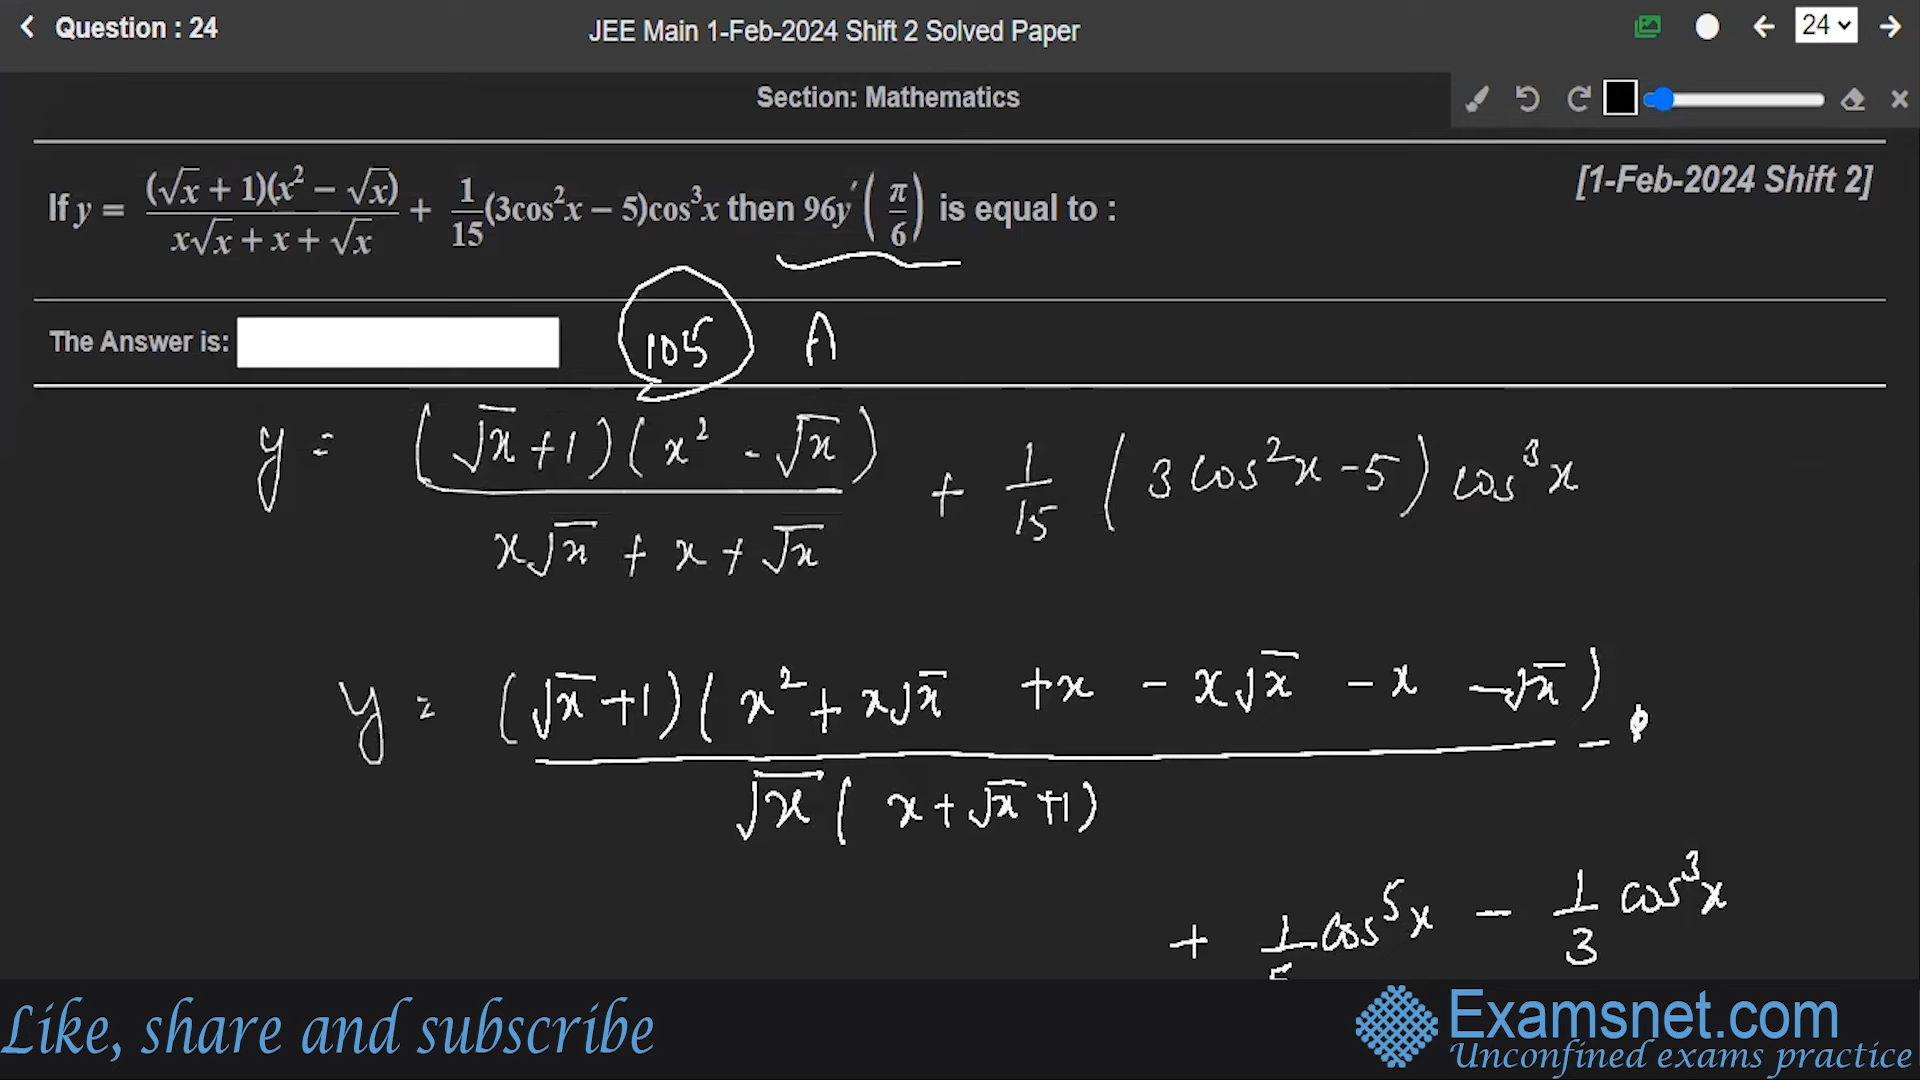 Question : 24
JEE Main 1-Feb-2024 Shift 2 Solved Paper
24
Section: Mathematics
If y = (√x + 1)(x² − √x) / (x√x + x + √x) + 1/15 (3cos²x − 5)cos³x then 96y′(π/6) is equal to :
[1-Feb-2024 Shift 2]
The Answer is:
105 A
y = (√x + 1)(x² - √x) / (x√x + x + √x) + 1/15 (3cos²x - 5) cos³x
y = (√x + 1)(x² + x√x + x - x√x - x - √x) / (√x (x + √x + 1))
+ 1/5 cos⁵x - 1/3 cos³x
Like, share and subscribe
Examsnet.com
Unconfined exams practice